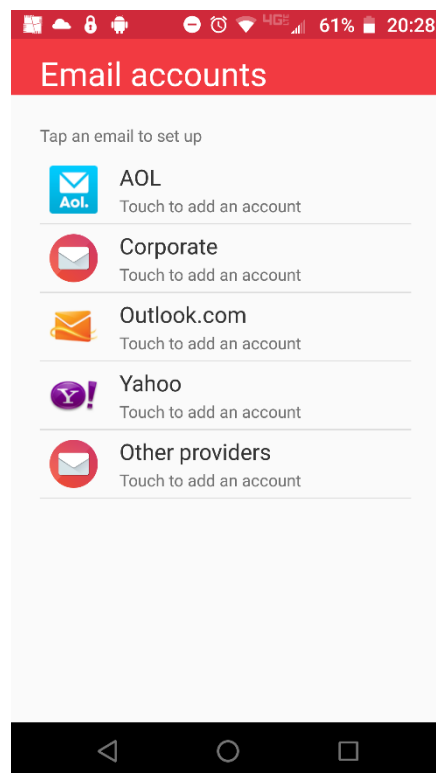 4GE 61% 20:28
Email accounts
Tap an email to set up
Aol.
AOL
Touch to add an account
Corporate
Touch to add an account
Outlook.com
Touch to add an account
Y!
Yahoo
Touch to add an account
Other providers
Touch to add an account